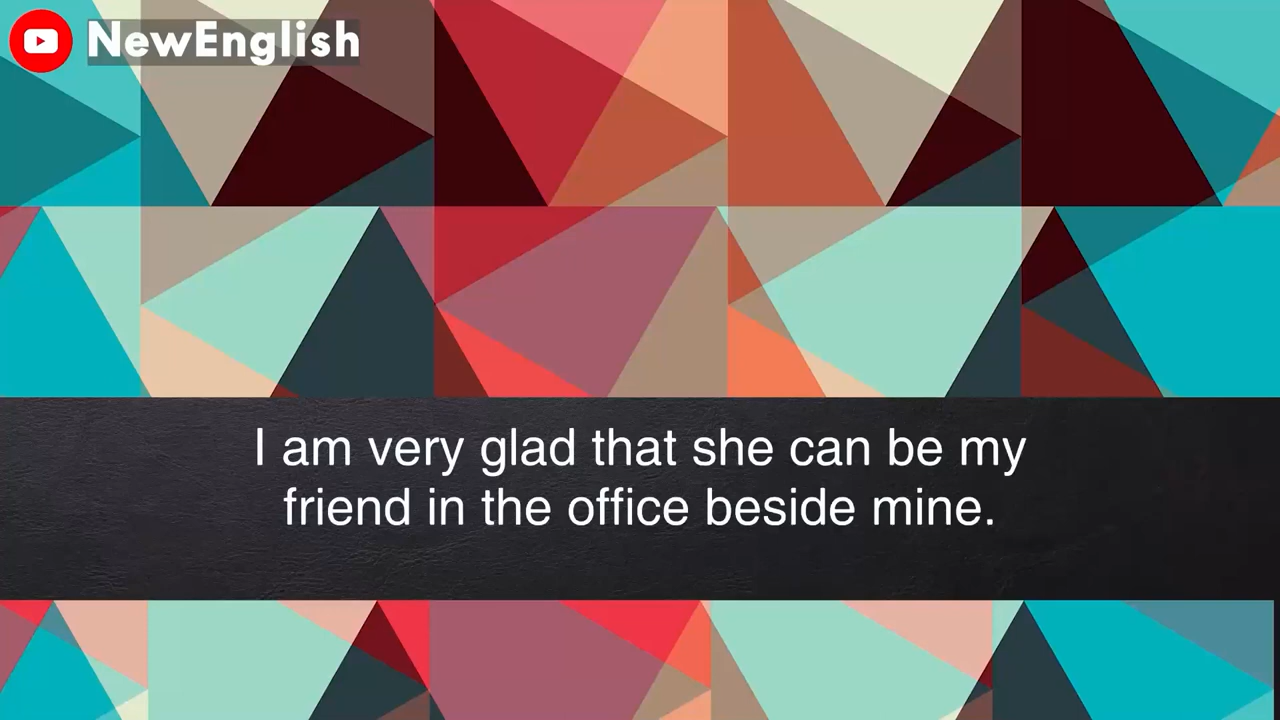 NewEnglish
I am very glad that she can be my
friend in the office beside mine.